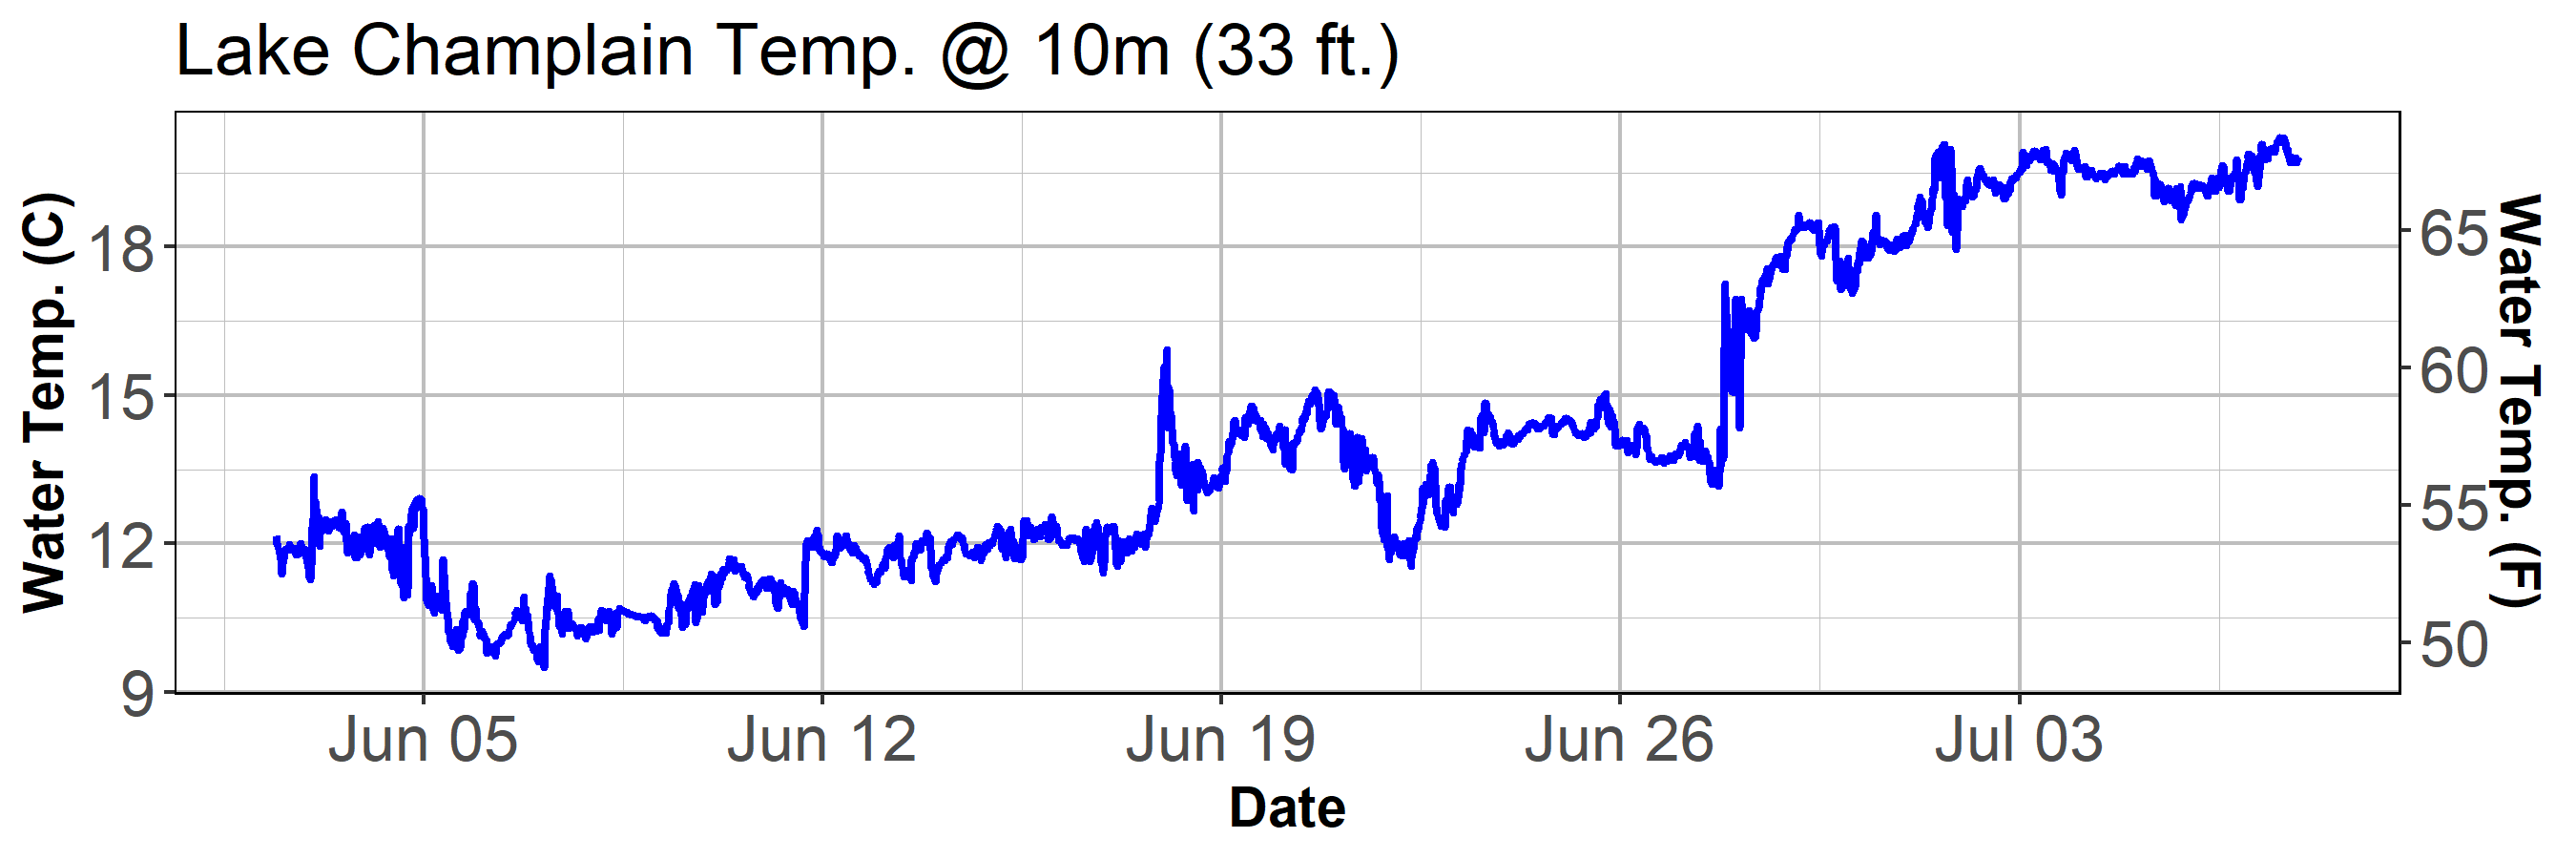 Lake Champlain Temp. @ 10m (33 ft.)
Water Temp. (C)
18
15
12
9
65
60
55
50
Water Temp. (F)
Jun 05
Jun 12
Jun 19
Jun 26
Jul 03
Date